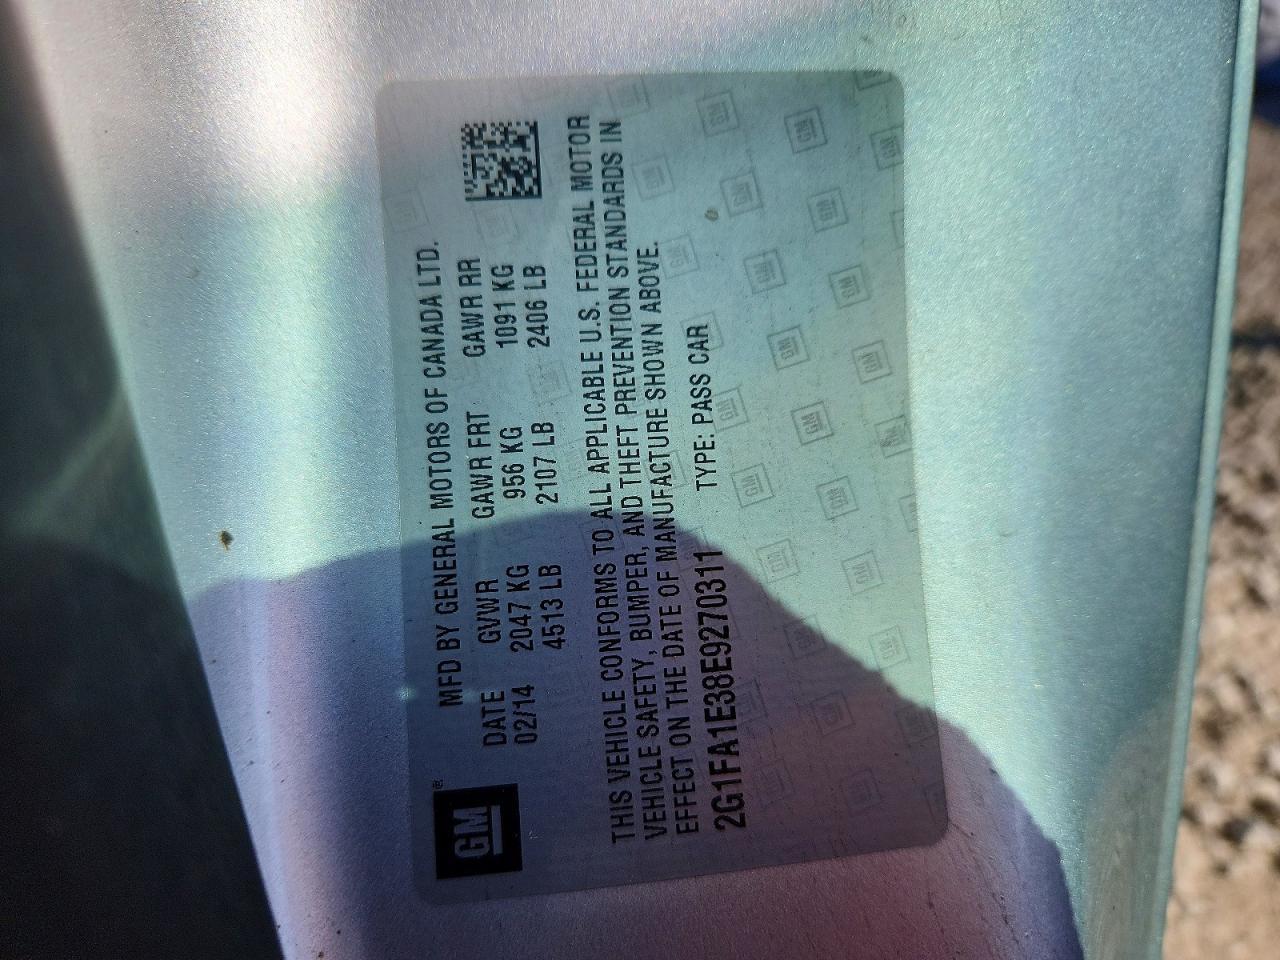 GM®
MFD BY GENERAL MOTORS OF CANADA LTD.
DATE GVWR GAWR FRT GAWR RR
02/14 2047 KG 956 KG 1091 KG
4513 LB 2107 LB 2406 LB
THIS VEHICLE CONFORMS TO ALL APPLICABLE U.S. FEDERAL MOTOR
VEHICLE SAFETY, BUMPER, AND THEFT PREVENTION STANDARDS IN
EFFECT ON THE DATE OF MANUFACTURE SHOWN ABOVE.
2G1FA1E38E9270311 TYPE: PASS CAR